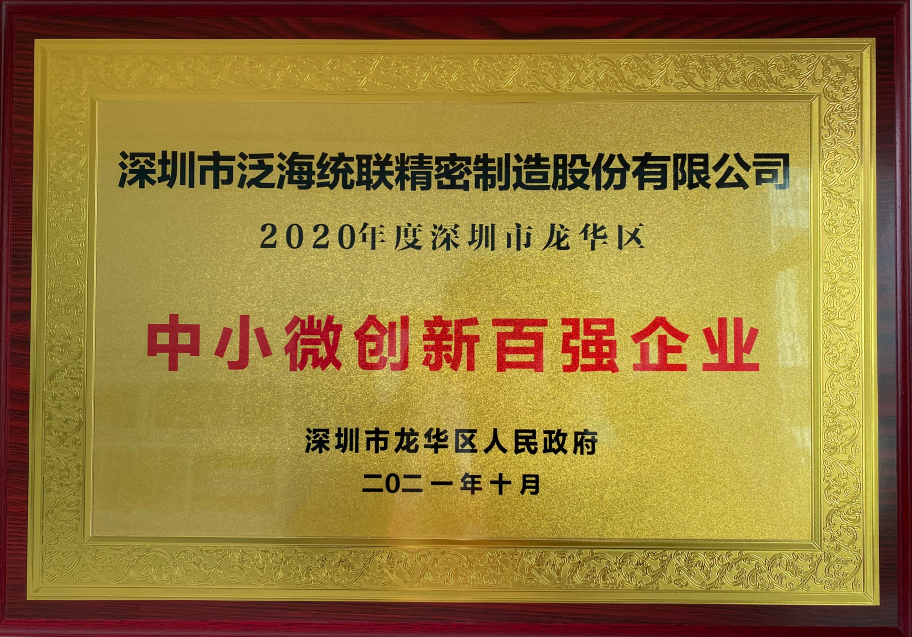 深圳市泛海统联精密制造股份有限公司
2020年度深圳市龙华区
中小微创新百强企业
深圳市龙华区人民政府
二0二一年十月